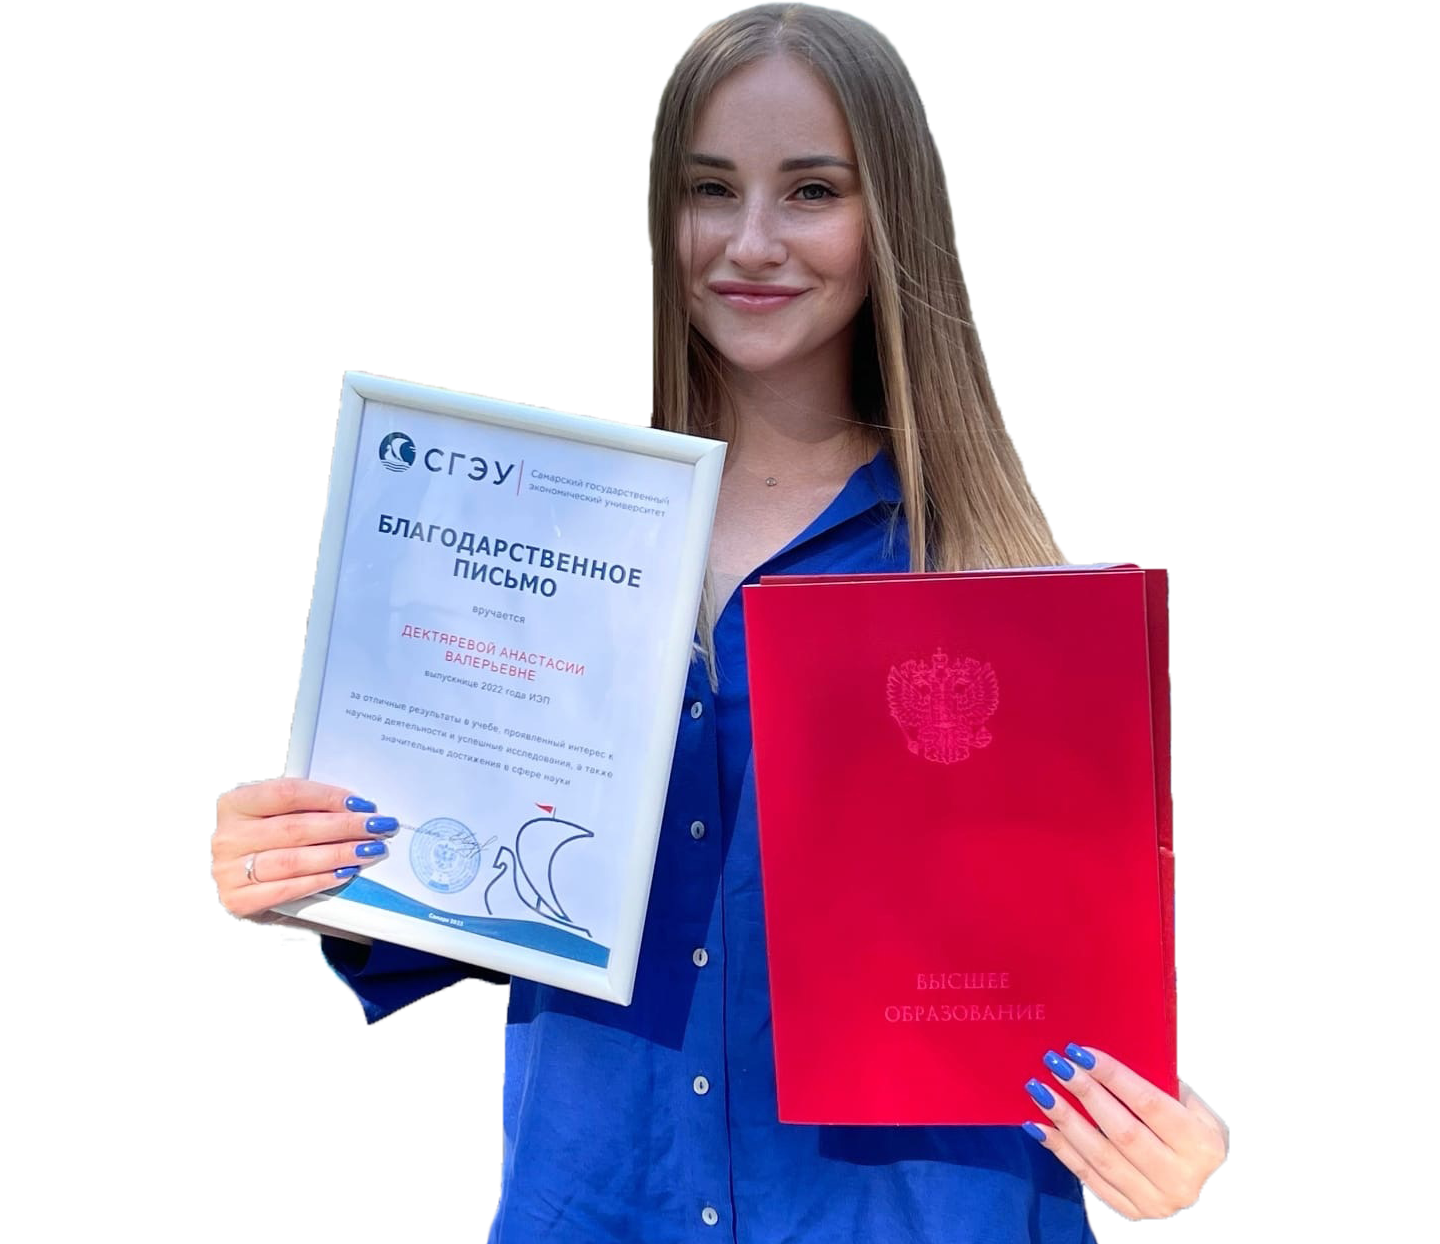 СГЭУ
Самарский государственный
экономический университет
БЛАГОДАРСТВЕННОЕ
ПИСЬМО
вручается
ДЕКТЯРЕВОЙ АНАСТАСИИ
ВАЛЕРЬЕВНЕ
выпускнице 2022 года ИЭП
за отличные результаты в учебе, проявленный интерес к
научной деятельности и успешные исследования, а также
значительные достижения в сфере науки
Самара 2022
ВЫСШЕЕ
ОБРАЗОВАНИЕ